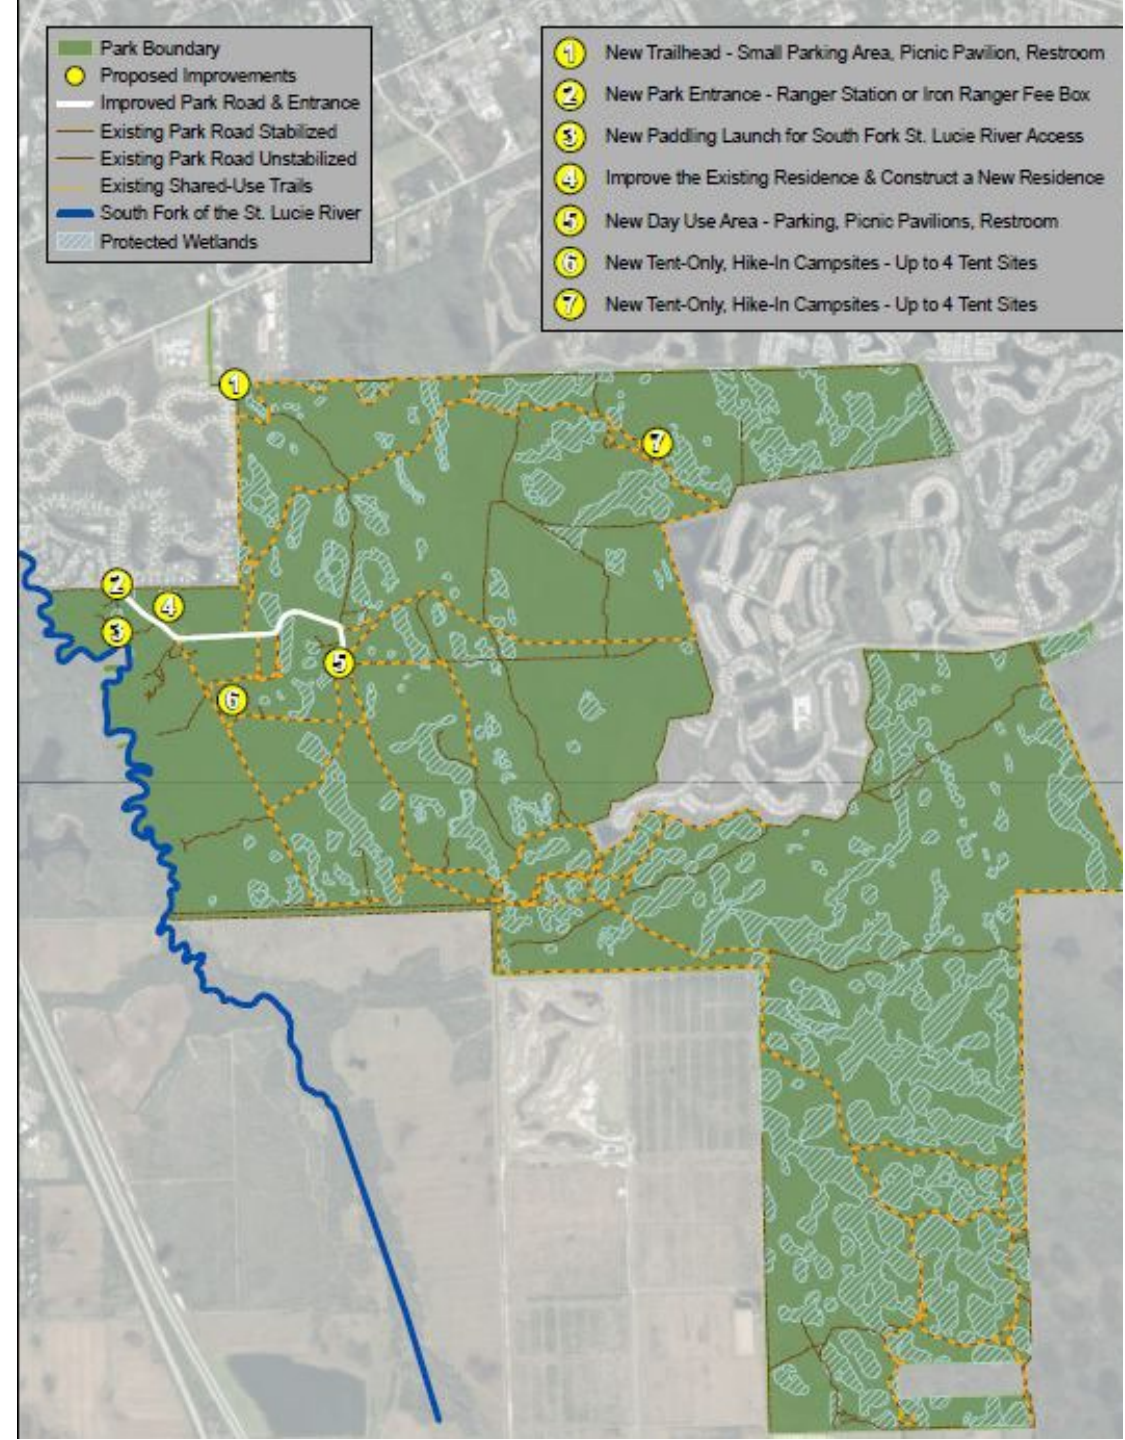 Park Boundary
Proposed Improvements
Improved Park Road & Entrance
Existing Park Road Stabilized
Existing Park Road Unstabilized
Existing Shared-Use Trails
South Fork of the St. Lucie River
Protected Wetlands
1 New Trailhead - Small Parking Area, Picnic Pavilion, Restroom
2 New Park Entrance - Ranger Station or Iron Ranger Fee Box
3 New Paddling Launch for South Fork St. Lucie River Access
4 Improve the Existing Residence & Construct a New Residence
5 New Day Use Area - Parking, Picnic Pavilions, Restroom
6 New Tent-Only, Hike-In Campsites - Up to 4 Tent Sites
7 New Tent-Only, Hike-In Campsites - Up to 4 Tent Sites
1
7
2
4
3
5
6